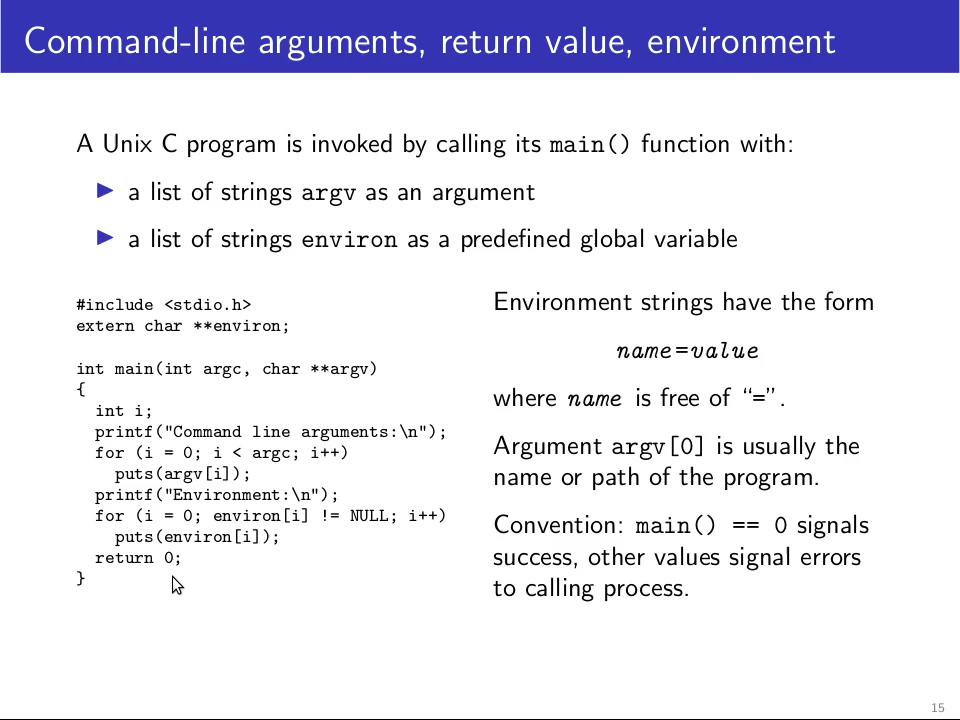 Command-line arguments, return value, environment
A Unix C program is invoked by calling its main() function with:
a list of strings argv as an argument
a list of strings environ as a predefined global variable
#include <stdio.h>
extern char **environ;
int main(int argc, char **argv)
{
  int i;
  printf("Command line arguments:\n");
  for (i = 0; i < argc; i++)
    puts(argv[i]);
  printf("Environment:\n");
  for (i = 0; environ[i] != NULL; i++)
    puts(environ[i]);
  return 0;
}
Environment strings have the form
name=value
where name is free of “=”.
Argument argv[0] is usually the
name or path of the program.
Convention: main() == 0 signals
success, other values signal errors
to calling process.
15